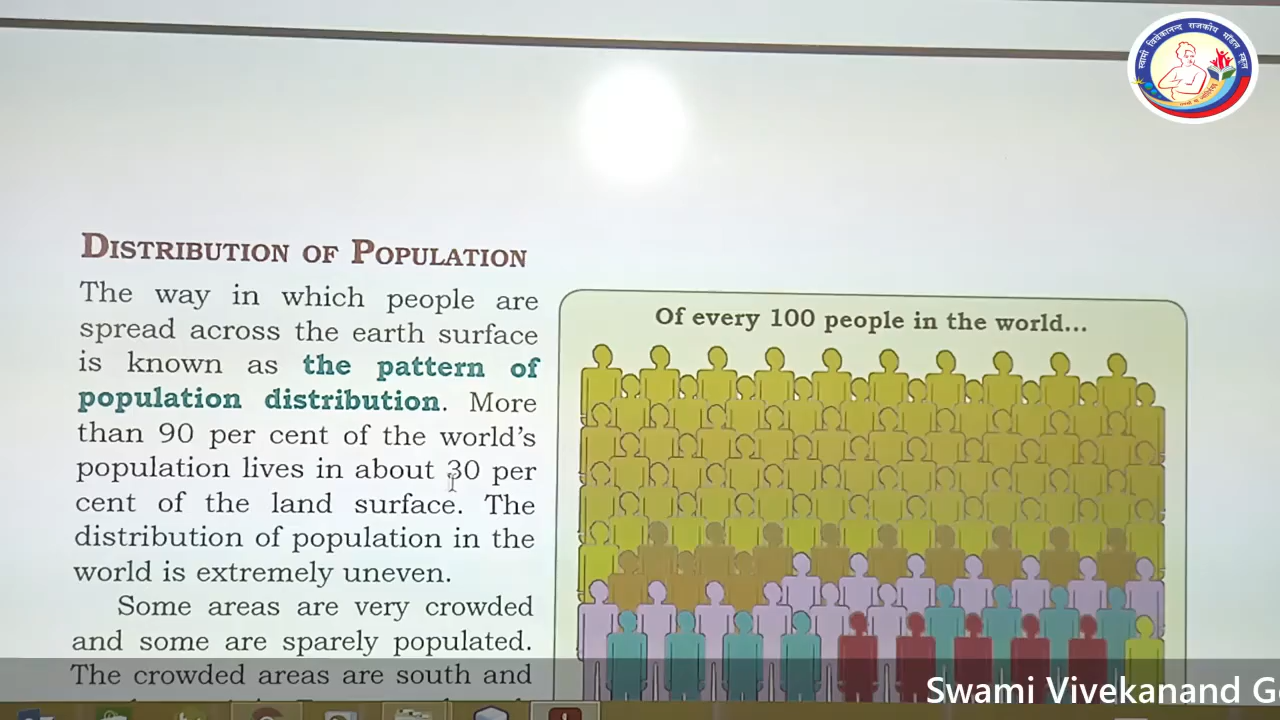 स्वामी विवेकानन्द राजकीय मॉडल स्कूल
DISTRIBUTION OF POPULATION
The way in which people are
spread across the earth surface
is known as the pattern of
population distribution. More
than 90 per cent of the world's
population lives in about 30 per
cent of the land surface. The
distribution of population in the
world is extremely uneven.
Some areas are very crowded
and some are sparely populated.
The crowded areas are south and
Of every 100 people in the world...
Swami Vivekanand G